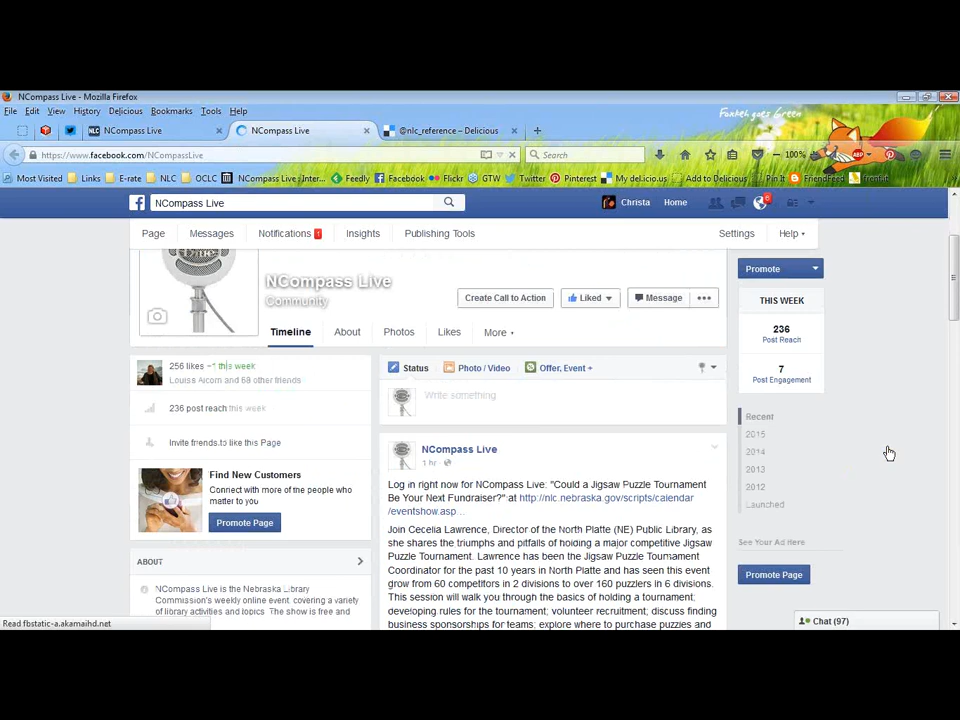 NCompass Live - Mozilla Firefox
File Edit View History Delicious Bookmarks Tools Help
Fankeh goes Green
NLC NCompass Live × NCompass Live × @nlc_reference – Delicious × +
https://www.facebook.com/NCompassLive Search 100% ABP
Most Visited Links E-rate NLC OCLC NCompass Live :Inter... Feedly Facebook Flickr GTW Twitter Pinterest My del.icio.us Add to Delicious Pin It FriendFeed
NCompass Live Christa Home 6
Page Messages Notifications 1 Insights Publishing Tools Settings Help
NCompass Live
Community
Create Call to Action Liked Message •••
Timeline About Photos Likes More
Promote
THIS WEEK
236
Post Reach
7
Post Engagement
Recent
2015
2014
2013
2012
Launched
See Your Ad Here
Promote Page
256 likes this week
Louise Alcorn and 68 other friends
236 post reach this week
Invite friends to like this Page
Find New Customers
Connect with more of the people who
matter to you
Promote Page
ABOUT
NCompass Live is the Nebraska Library
Commission's weekly online event, covering a variety
of library activities and topics. The show is free and
Status Photo / Video Offer, Event +
Write something
NCompass Live
1 hr
Log in right now for NCompass Live: "Could a Jigsaw Puzzle Tournament
Be Your Next Fundraiser?" at http://nlc.nebraska.gov/scripts/calendar
/eventshow.asp...
Join Cecelia Lawrence, Director of the North Platte (NE) Public Library, as
she shares the triumphs and pitfalls of holding a major competitive Jigsaw
Puzzle Tournament. Lawrence has been the Jigsaw Puzzle Tournament
Coordinator for the past 10 years in North Platte and has seen this event
grow from 60 competitors in 2 divisions to over 160 puzzlers in 6 divisions.
This session will walk you through the basics of holding a tournament;
developing rules for the tournament; volunteer recruitment; discuss finding
business sponsorships for teams; explore where to purchase puzzles and
Chat (97)
Read fbstatic-a.akamaihd.net